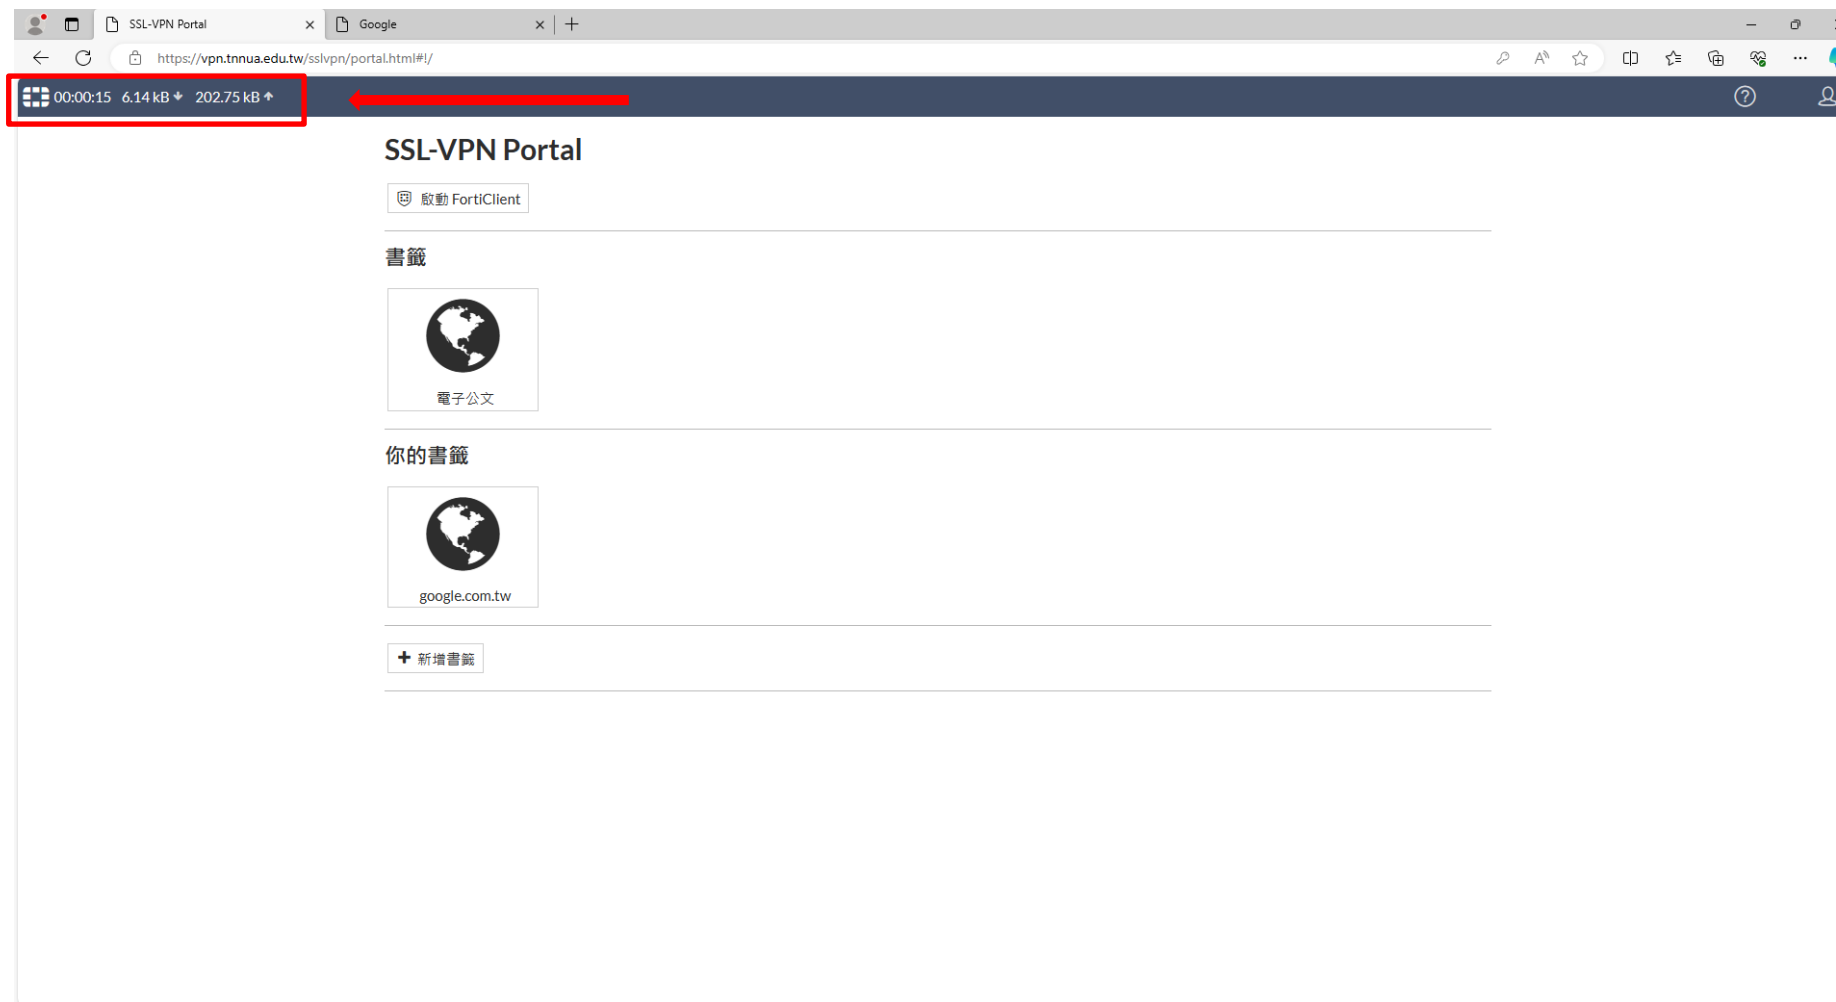 SSL-VPN Portal
Google
https://vpn.tnnua.edu.tw/sslvpn/portal.html#!/
00:00:15 6.14 kB 202.75 kB
SSL-VPN Portal
啟動 FortiClient
書籤
電子公文
你的書籤
google.com.tw
新增書籤